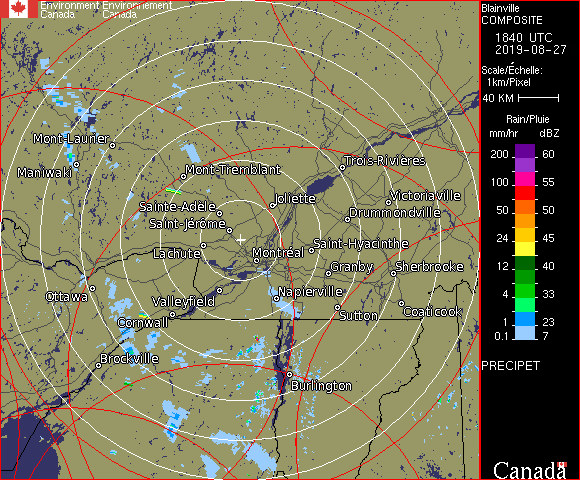 Environment Environnement
Canada Canada
Blainville
COMPOSITE
1840 UTC
2019-08-27
Scale/Échelle:
1km/Pixel
40 KM
Rain/Pluie
mm/hr dBZ
200 60
100 55
50 50
24 45
12 40
4 33
1 23
0.1 7
PRECIPET
Canada
Mont-Laurier
Maniwaki
Mont-Tremblant
Trois-Rivières
Joliette
Victoriaville
Sainte-Adèle
Drummondville
Saint-Jérôme
Saint-Hyacinthe
Lachute
Montréal
Granby
Sherbrooke
Ottawa
Napierville
Valleyfield
Coaticook
Sutton
Cornwall
Brockville
Burlington